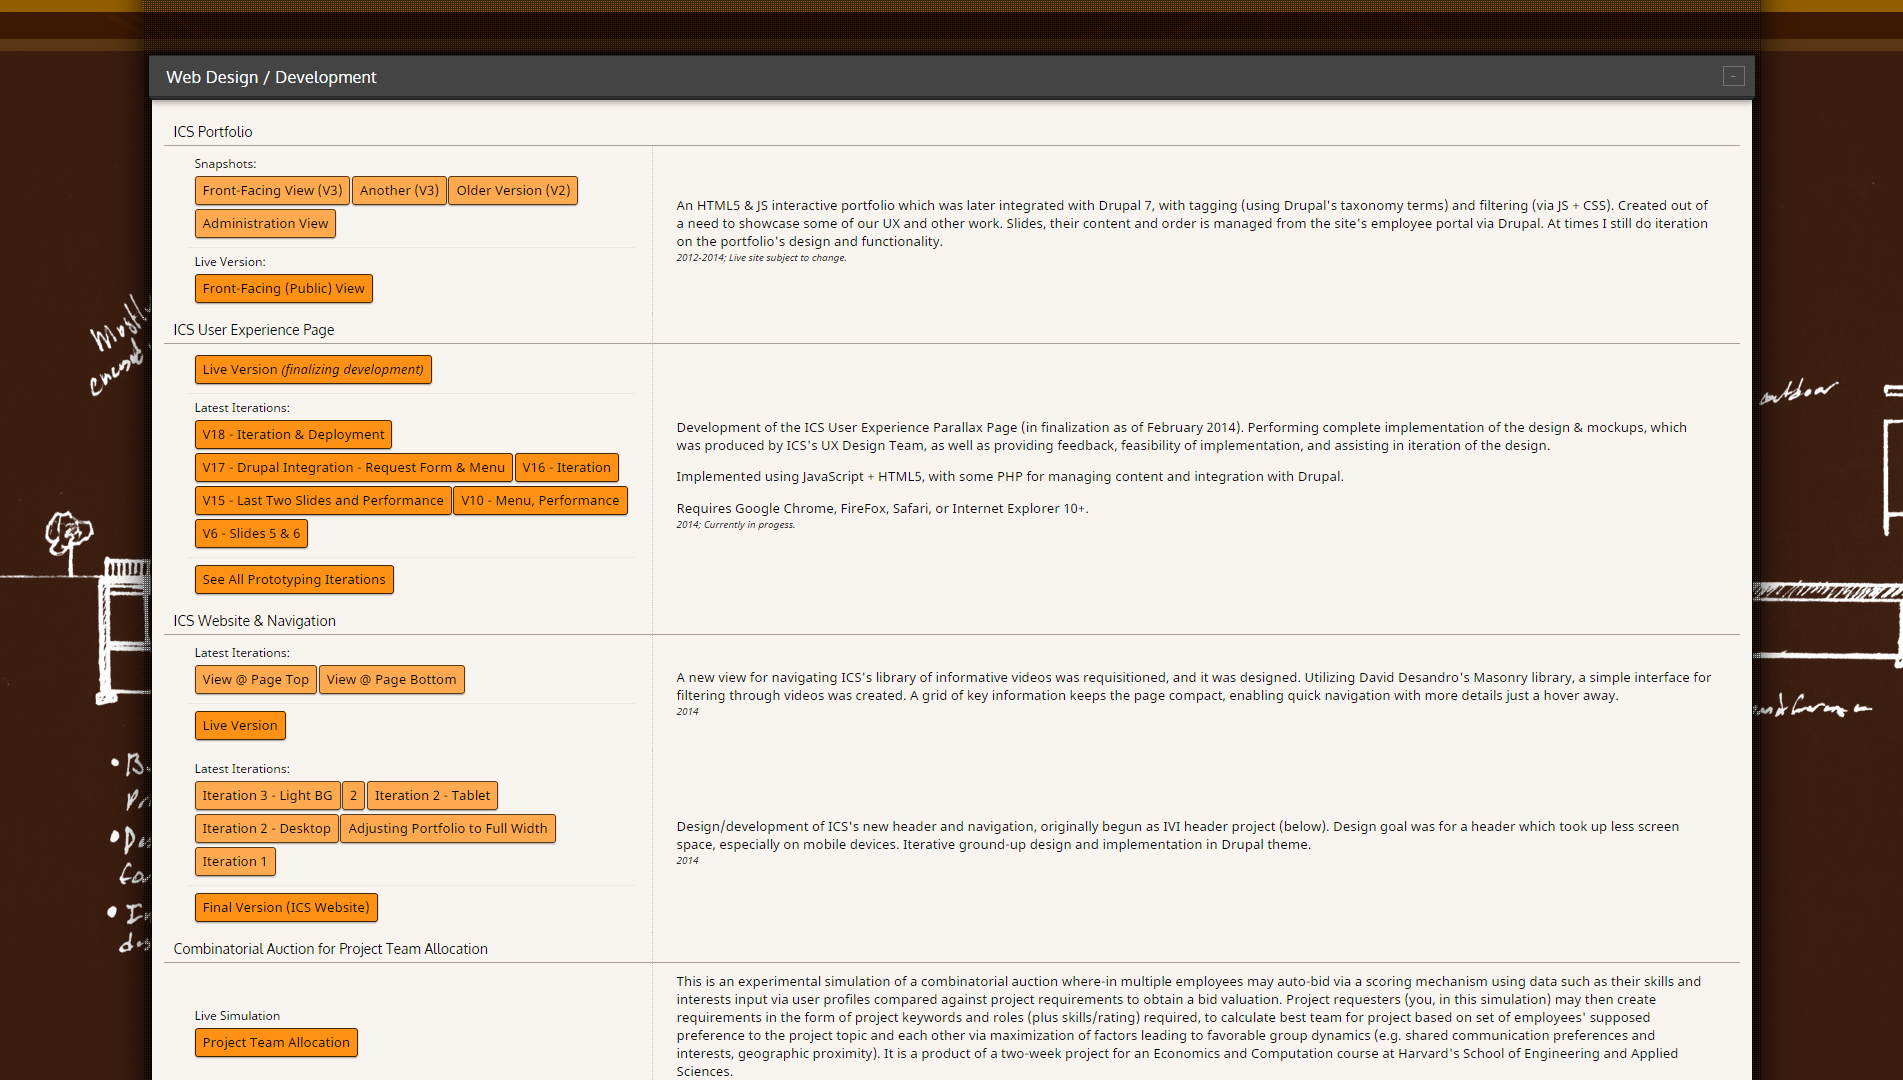 Web Design / Development
-
ICS Portfolio
Snapshots:
Front-Facing View (V3) Another (V3) Older Version (V2)
Administration View
Live Version:
Front-Facing (Public) View
An HTML5 & JS interactive portfolio which was later integrated with Drupal 7, with tagging (using Drupal's taxonomy terms) and filtering (via JS + CSS). Created out of
a need to showcase some of our UX and other work. Slides, their content and order is managed from the site's employee portal via Drupal. At times I still do iteration
on the portfolio's design and functionality.
2012-2014; Live site subject to change.
ICS User Experience Page
Live Version (finalizing development)
Latest Iterations:
V18 - Iteration & Deployment
V17 - Drupal Integration - Request Form & Menu V16 - Iteration
V15 - Last Two Slides and Performance V10 - Menu, Performance
V6 - Slides 5 & 6
See All Prototyping Iterations
Development of the ICS User Experience Parallax Page (in finalization as of February 2014). Performing complete implementation of the design & mockups, which
was produced by ICS's UX Design Team, as well as providing feedback, feasibility of implementation, and assisting in iteration of the design.
Implemented using JavaScript + HTML5, with some PHP for managing content and integration with Drupal.
Requires Google Chrome, FireFox, Safari, or Internet Explorer 10+.
2014; Currently in progess.
ICS Website & Navigation
Latest Iterations:
View @ Page Top View @ Page Bottom
Live Version
A new view for navigating ICS's library of informative videos was requisitioned, and it was designed. Utilizing David Desandro's Masonry library, a simple interface for
filtering through videos was created. A grid of key information keeps the page compact, enabling quick navigation with more details just a hover away.
2014
Latest Iterations:
Iteration 3 - Light BG 2 Iteration 2 - Tablet
Iteration 2 - Desktop Adjusting Portfolio to Full Width
Iteration 1
Final Version (ICS Website)
Design/development of ICS's new header and navigation, originally begun as IVI header project (below). Design goal was for a header which took up less screen
space, especially on mobile devices. Iterative ground-up design and implementation in Drupal theme.
2014
Combinatorial Auction for Project Team Allocation
Live Simulation
Project Team Allocation
This is an experimental simulation of a combinatorial auction where-in multiple employees may auto-bid via a scoring mechanism using data such as their skills and
interests input via user profiles compared against project requirements to obtain a bid valuation. Project requesters (you, in this simulation) may then create
requirements in the form of project keywords and roles (plus skills/rating) required, to calculate best team for project based on set of employees' supposed
preference to the project topic and each other via maximization of factors leading to favorable group dynamics (e.g. shared communication preferences and
interests, geographic proximity). It is a product of a two-week project for an Economics and Computation course at Harvard's School of Engineering and Applied
Sciences.